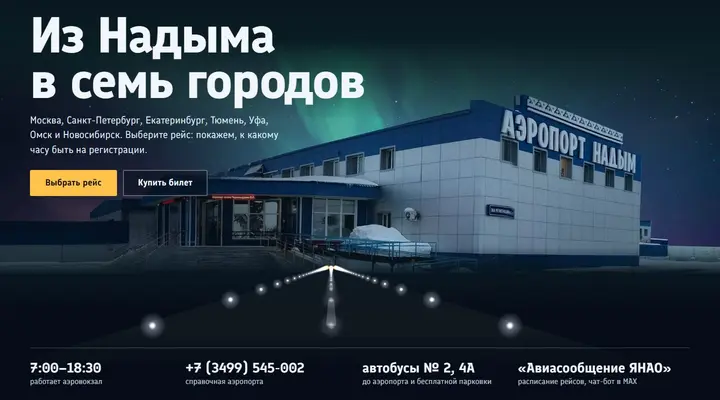 Из Надыма
в семь городов
Москва, Санкт-Петербург, Екатеринбург, Тюмень, Уфа,
Омск и Новосибирск. Выберите рейс: покажем, к какому
часу быть на регистрации.
Выбрать рейс
Купить билет
АЭРОПОРТ НАДЫМ
7:00–18:30
работает аэровокзал
+7 (3499) 545-002
справочная аэропорта
автобусы № 2, 4А
до аэропорта и бесплатной парковки
«Авиасообщение ЯНАО»
расписание рейсов, чат-бот в MAX